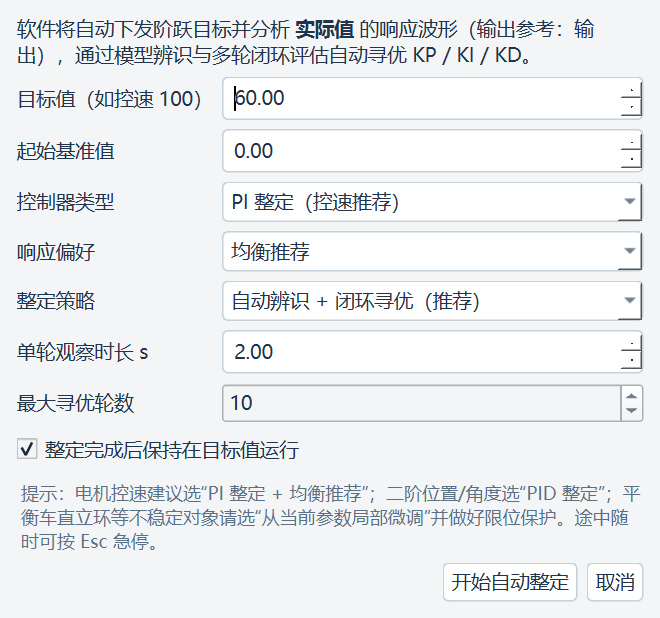 软件将自动下发阶跃目标并分析 实际值 的响应波形（输出参考：输
出），通过模型辨识与多轮闭环评估自动寻优 KP / KI / KD。
目标值（如控速 100） 60.00
起始基准值 0.00
控制器类型 PI 整定（控速推荐）
响应偏好 均衡推荐
整定策略 自动辨识 + 闭环寻优（推荐）
单轮观察时长 s 2.00
最大寻优轮数 10
整定完成后保持在目标值运行
提示：电机控速建议选“PI 整定 + 均衡推荐”；二阶位置/角度选“PID 整定”；平
衡车直立环等不稳定对象请选“从当前参数局部微调”并做好限位保护。途中随
时可按 Esc 急停。
开始自动整定 取消